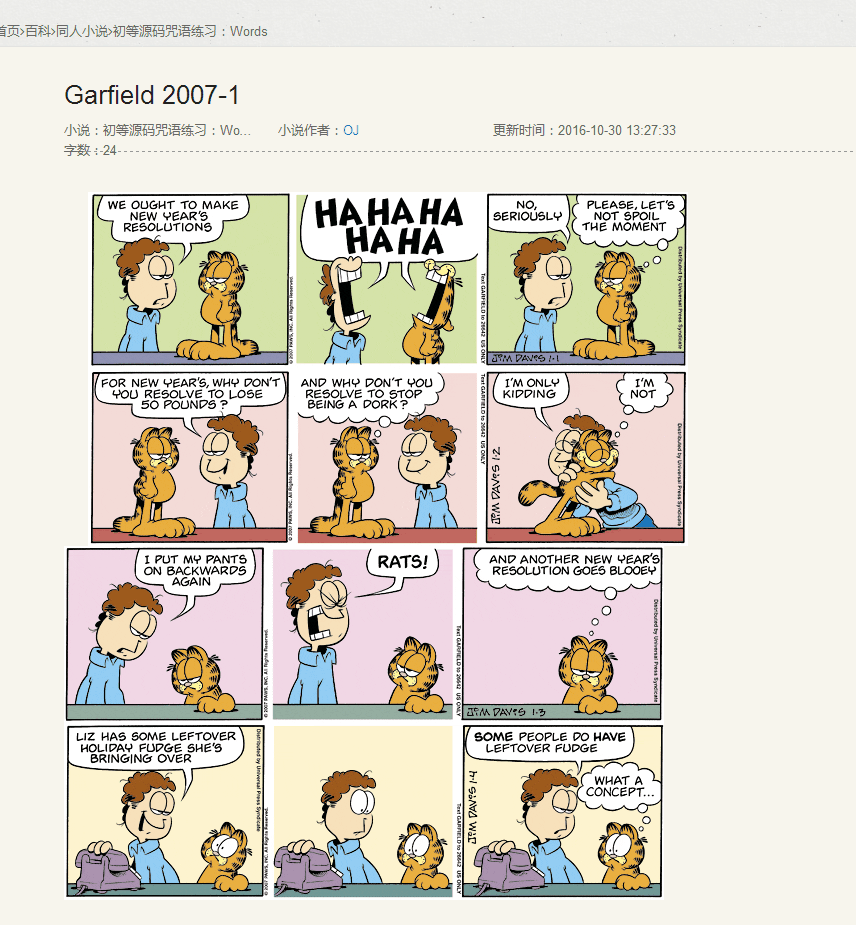 首页›百科›同人小说›初等源码咒语练习：Words
Garfield 2007-1
小说：初等源码咒语练习：Wo... 小说作者：OJ 更新时间：2016-10-30 13:27:33
字数：24
WE OUGHT TO MAKE
NEW YEAR'S
RESOLUTIONS
© 2007 PAWS, INC. All Rights Reserved.
HA HA HA
HA HA
Text GARFIELD to 26642 US ONLY
NO,
SERIOUSLY
PLEASE, LET'S
NOT SPOIL
THE MOMENT
JIM DAVIS 1-1
Distributed by Universal Press Syndicate
FOR NEW YEAR'S, WHY DON'T
YOU RESOLVE TO LOSE
50 POUNDS?
© 2007 PAWS, INC. All Rights Reserved.
AND WHY DON'T YOU
RESOLVE TO STOP
BEING A DORK?
Text GARFIELD to 26642 US ONLY
I'M ONLY
KIDDING
I'M
NOT
JIM DAVIS 1-2
Distributed by Universal Press Syndicate
I PUT MY PANTS
ON BACKWARDS
AGAIN
© 2007 PAWS, INC. All Rights Reserved.
RATS!
Text GARFIELD to 26642 US ONLY
AND ANOTHER NEW YEAR'S
RESOLUTION GOES BLOOEY
JIM DAVIS 1-3
Distributed by Universal Press Syndicate
LIZ HAS SOME LEFTOVER
HOLIDAY FUDGE SHE'S
BRINGING OVER
Distributed by Universal Press Syndicate
© 2007 PAWS, INC. All Rights Reserved.
Text GARFIELD to 26642 US ONLY
SOME PEOPLE DO HAVE
LEFTOVER FUDGE
WHAT A
CONCEPT...
JIM DAVIS 1-4